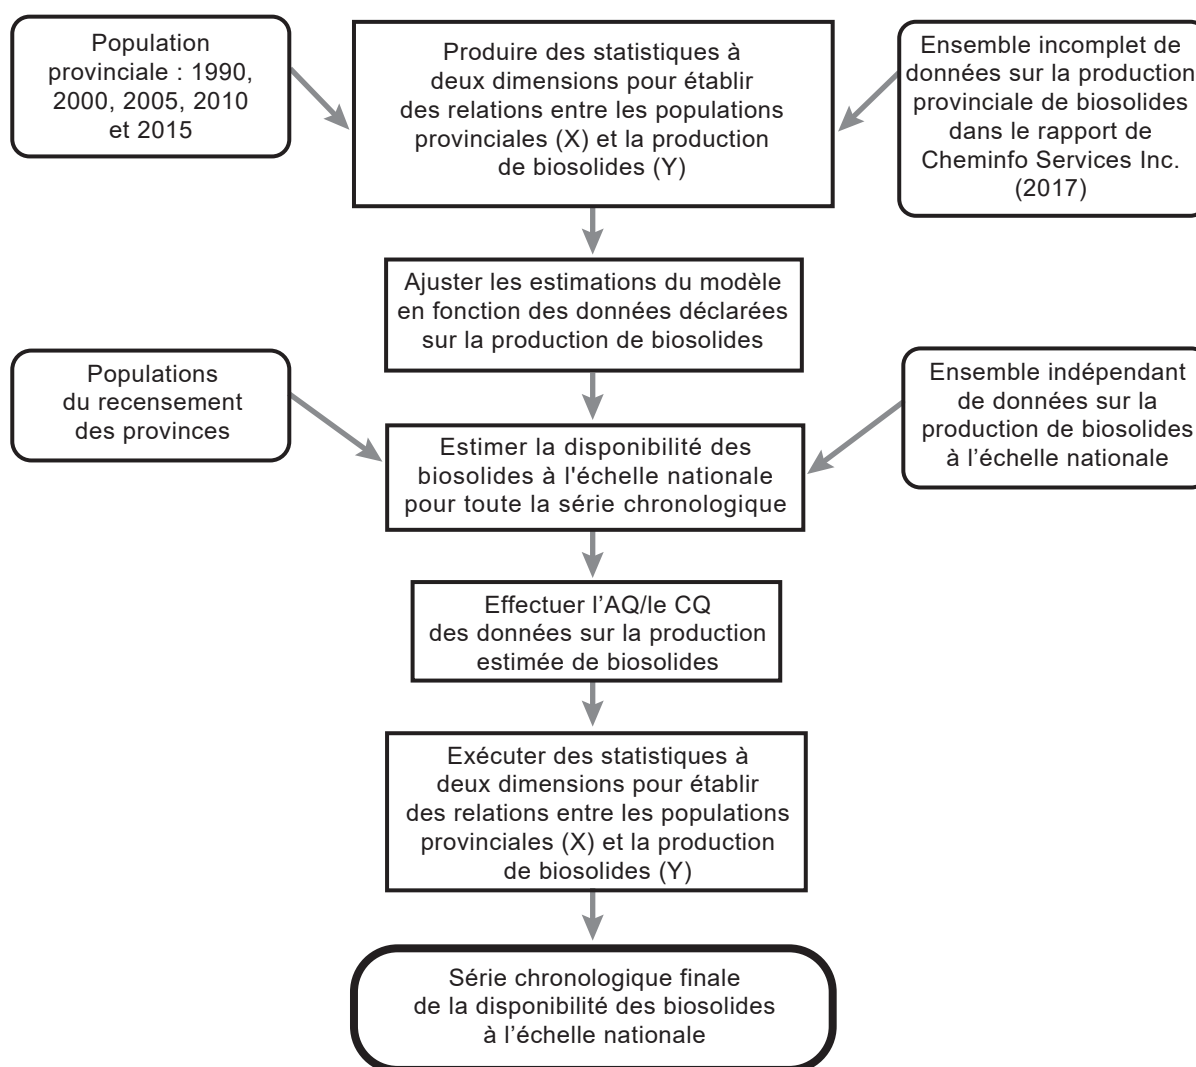 Population
provinciale : 1990,
2000, 2005, 2010
et 2015
Produire des statistiques à
deux dimensions pour établir
des relations entre les populations
provinciales (X) et la production
de biosolides (Y)
Ensemble incomplet de
données sur la production
provinciale de biosolides
dans le rapport de
Cheminfo Services Inc.
(2017)
Ajuster les estimations du modèle
en fonction des données déclarées
sur la production de biosolides
Populations
du recensement
des provinces
Estimer la disponibilité des
biosolides à l'échelle nationale
pour toute la série chronologique
Ensemble indépendant
de données sur la
production de biosolides
à l’échelle nationale
Effectuer l’AQ/le CQ
des données sur la production
estimée de biosolides
Exécuter des statistiques à
deux dimensions pour établir
des relations entre les populations
provinciales (X) et la production
de biosolides (Y)
Série chronologique finale
de la disponibilité des biosolides
à l’échelle nationale